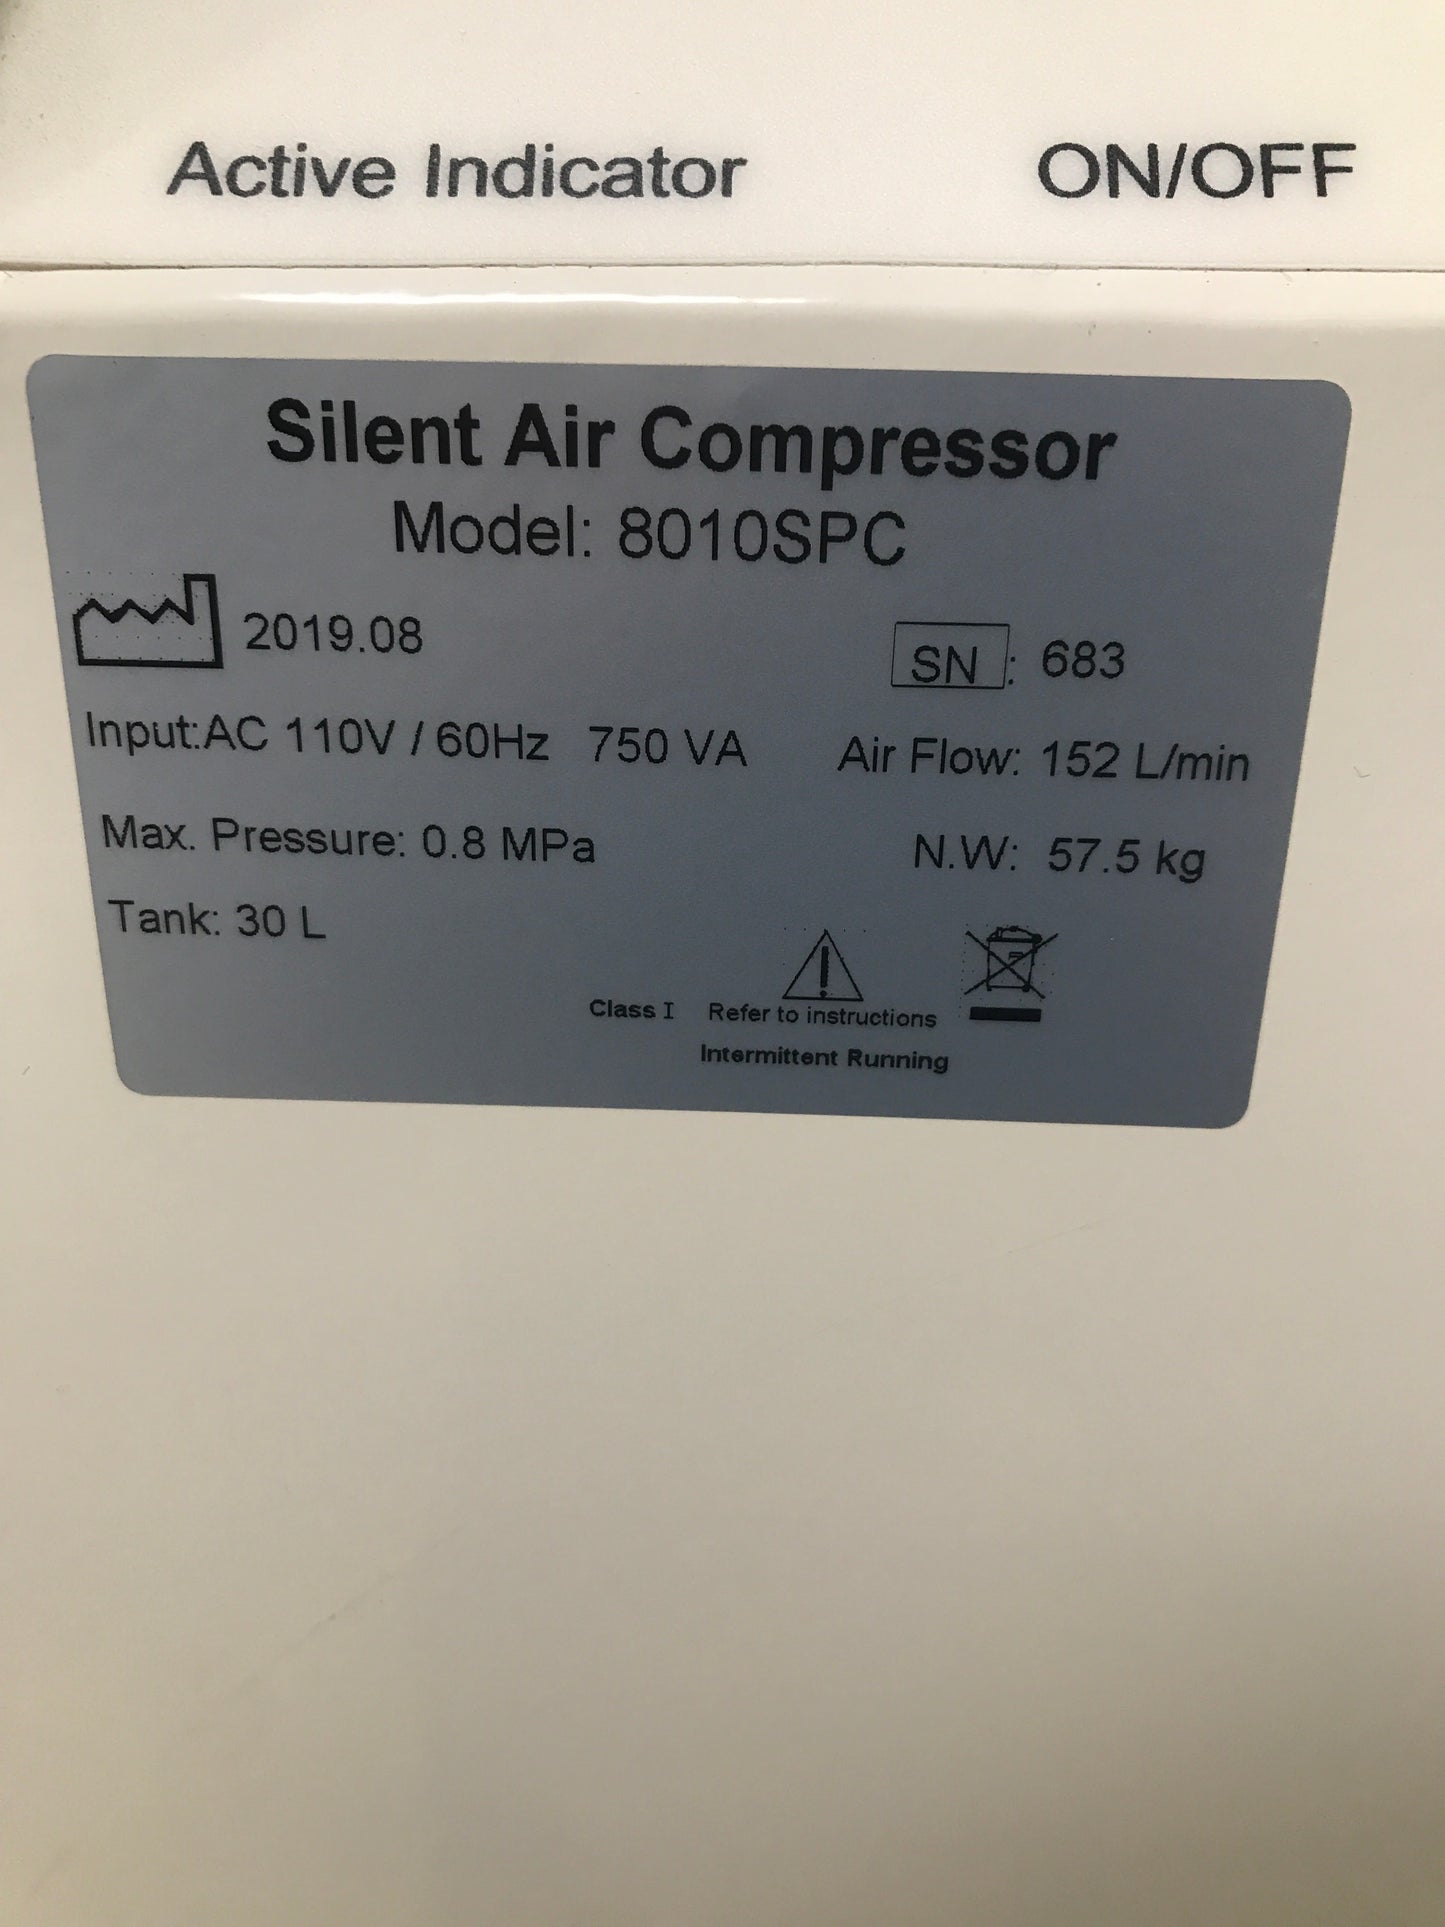 Active Indicator ON/OFF
Silent Air Compressor
Model: 8010SPC
2019.08 SN : 683
Input:AC 110V / 60Hz 750 VA Air Flow: 152 L/min
Max. Pressure: 0.8 MPa N.W: 57.5 kg
Tank: 30 L
Class I Refer to instructions
Intermittent Running